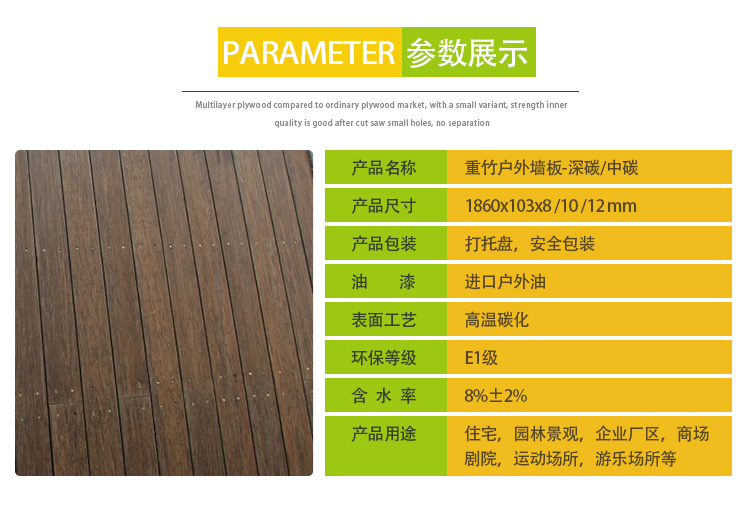 PARAMETER 参数展示
Multilayer plywood compared to ordinary plywood market, with a small variant, strength inner
quality is good after cut saw small holes, no separation
产品名称 重竹户外墙板-深碳/中碳
产品尺寸 1860x103x8 /10 /12 mm
产品包装 打托盘，安全包装
油 漆 进口户外油
表面工艺 高温碳化
环保等级 E1级
含 水 率 8%土2%
产品用途 住宅，园林景观，企业厂区，商场
剧院，运动场所，游乐场所等